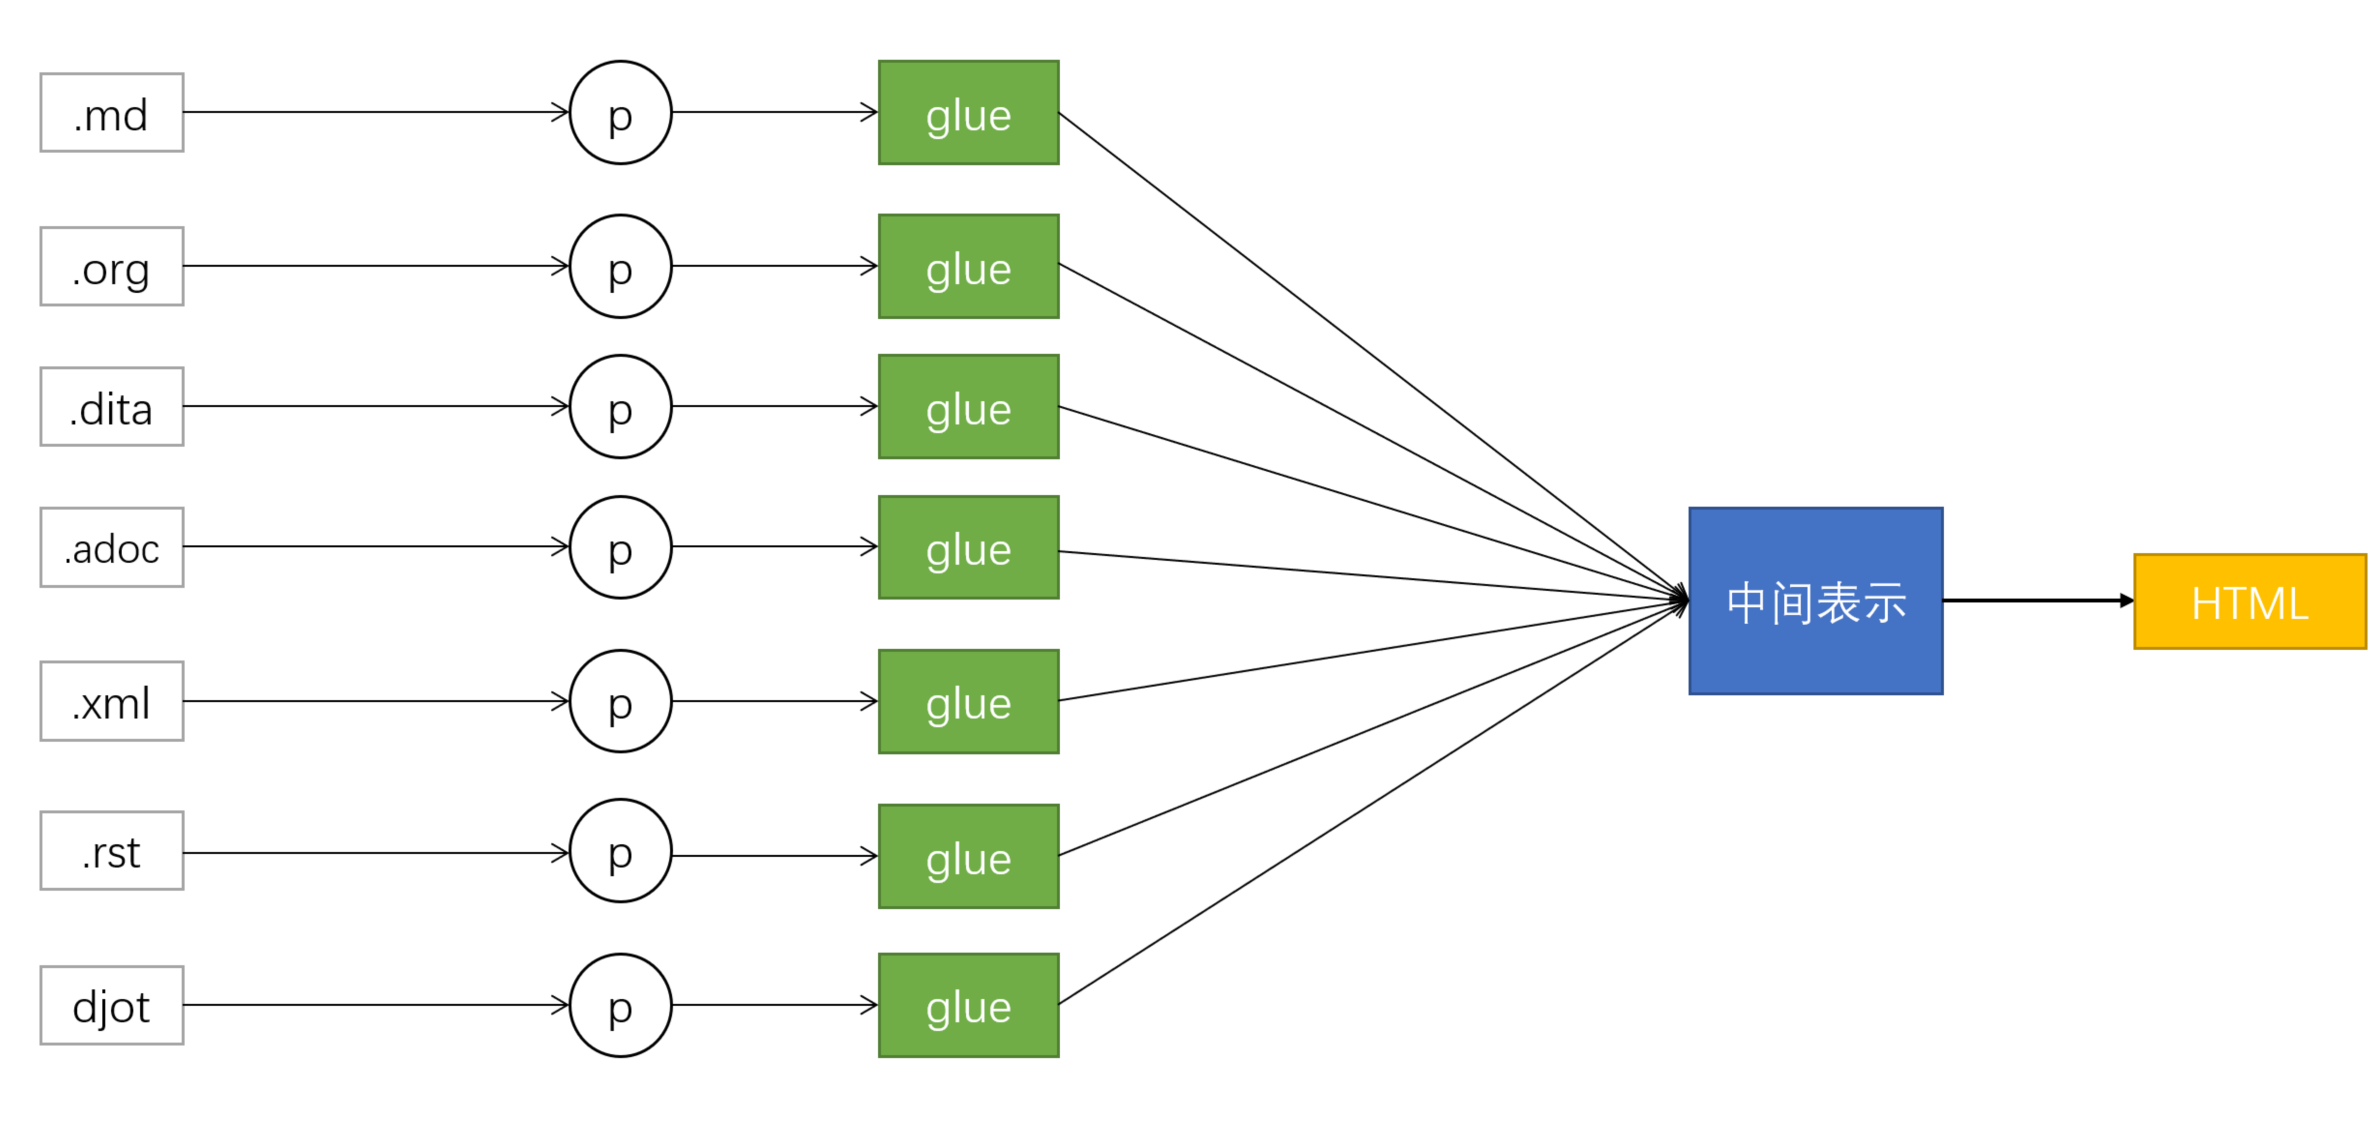 .md
p
glue
.org
p
glue
.dita
p
glue
.adoc
p
glue
中间表示
HTML
.xml
p
glue
.rst
p
glue
djot
p
glue